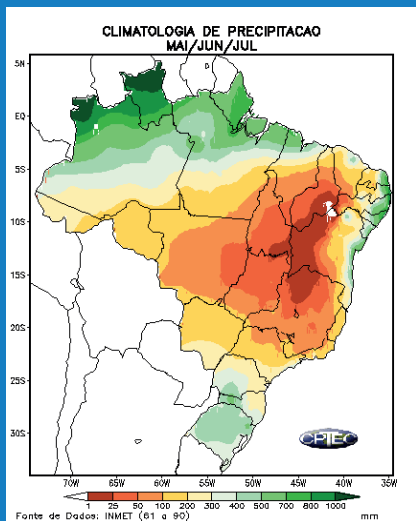 CLIMATOLOGIA DE PRECIPITACAO
MAI/JUN/JUL
5N
EQ
5S
10S
15S
20S
25S
30S
CPTEC
70W 65W 60W 55W 50W 45W 40W 35W
1 25 50 100 200 300 400 500 700 800 1000
Fonte de Dados: INMET (61 a 90) mm